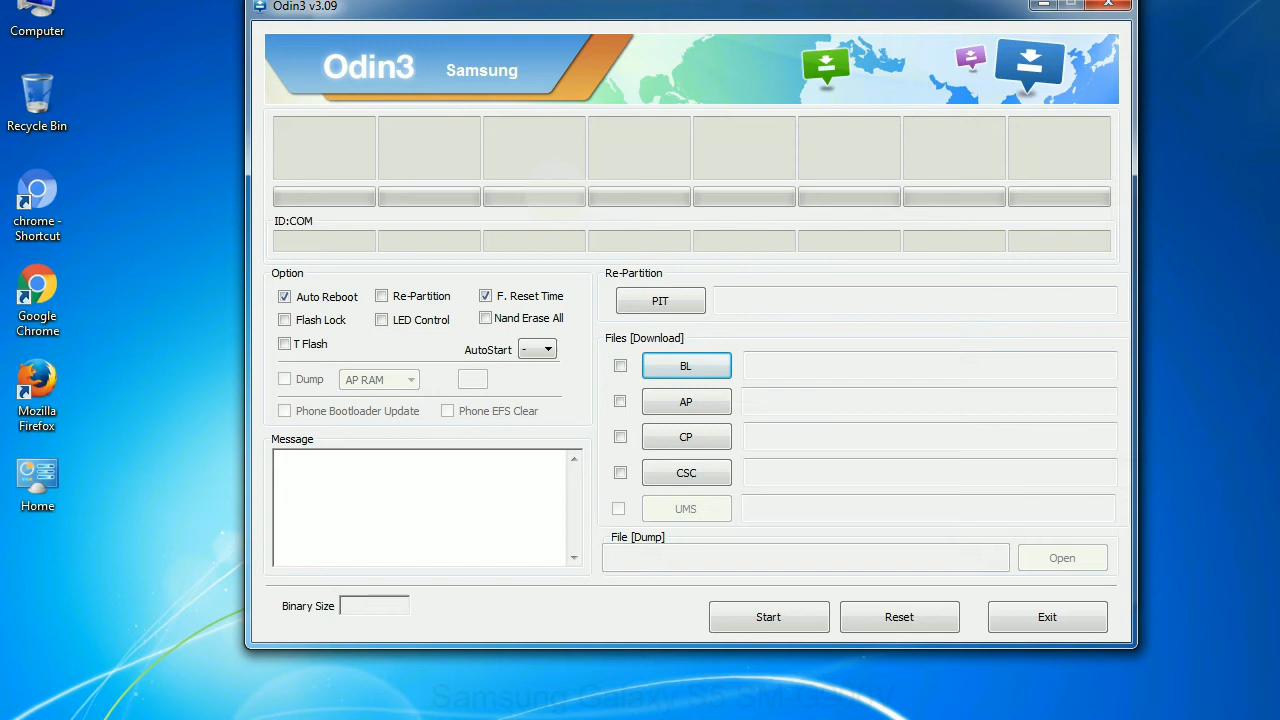 Odin3 v3.09
Computer
Recycle Bin
chrome -
Shortcut
Google
Chrome
Mozilla
Firefox
Home
Odin3 Samsung
ID:COM
Option
Auto Reboot Re-Partition F. Reset Time
Flash Lock LED Control Nand Erase All
T Flash AutoStart -
Dump AP RAM
Phone Bootloader Update Phone EFS Clear
Message
Re-Partition
PIT
Files [Download]
BL
AP
CP
CSC
UMS
File [Dump]
Open
Binary Size
Start Reset Exit
Samsung Galaxy S5